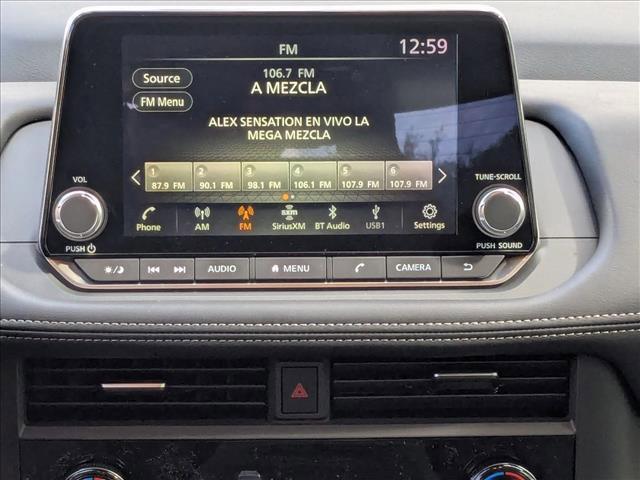 FM
12:59
Source
106.7 FM
A MEZCLA
FM Menu
ALEX SENSATION EN VIVO LA
MEGA MEZCLA
1 2 3 4 5 6
87.9 FM 90.1 FM 98.1 FM 106.1 FM 107.9 FM 107.9 FM
Phone AM FM SiriusXM BT Audio USB1 Settings
VOL
PUSH
TUNE·SCROLL
PUSH SOUND
AUDIO MENU CAMERA